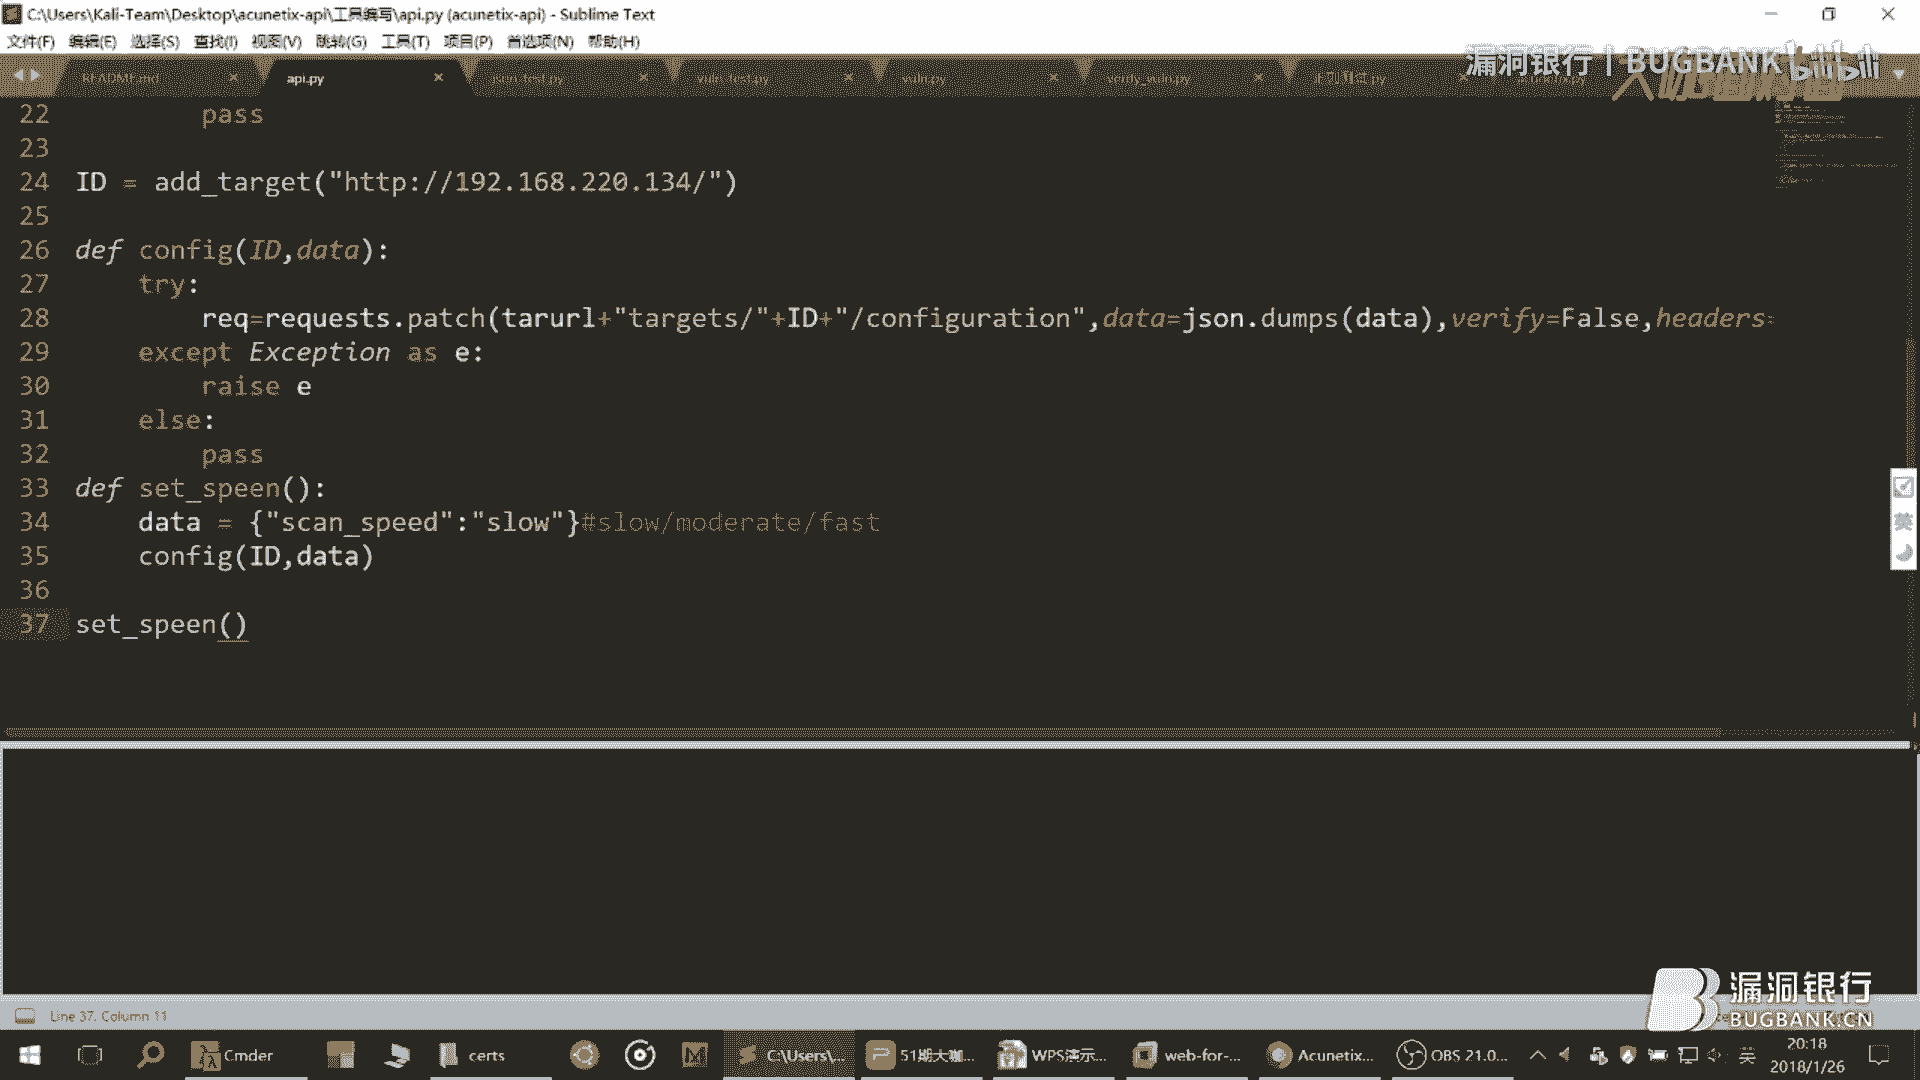 C:\Users\Kali-Team\Desktop\acunetix-api\工具编写\api.py (acunetix-api) - Sublime Text
文件(F) 编辑(E) 选择(S) 查找(I) 视图(V) 跳转(G) 工具(T) 项目(P) 首选项(N) 帮助(H)
README.md × api.py × json_test.py × vuln_test.py × vuln.py × verify_vuln.py ×
漏洞银行 | BUGBANK bilibili
22 pass
23
24 ID = add_target("http://192.168.220.134/")
25
26 def config(ID,data):
27 try:
28 req=requests.patch(tarurl+"targets/"+ID+"/configuration",data=json.dumps(data),verify=False,headers=
29 except Exception as e:
30 raise e
31 else:
32 pass
33 def set_speen():
34 data = {"scan_speed":"slow"}#slow/moderate/fast
35 config(ID,data)
36
37 set_speen()
英
Line 37, Column 11
漏洞银行
BUGBANK.CN
Cmder certs C:\Users\... 51期大咖... WPS演示... web-for-... Acunetix... OBS 21.0... 英 20:18
2018/1/26